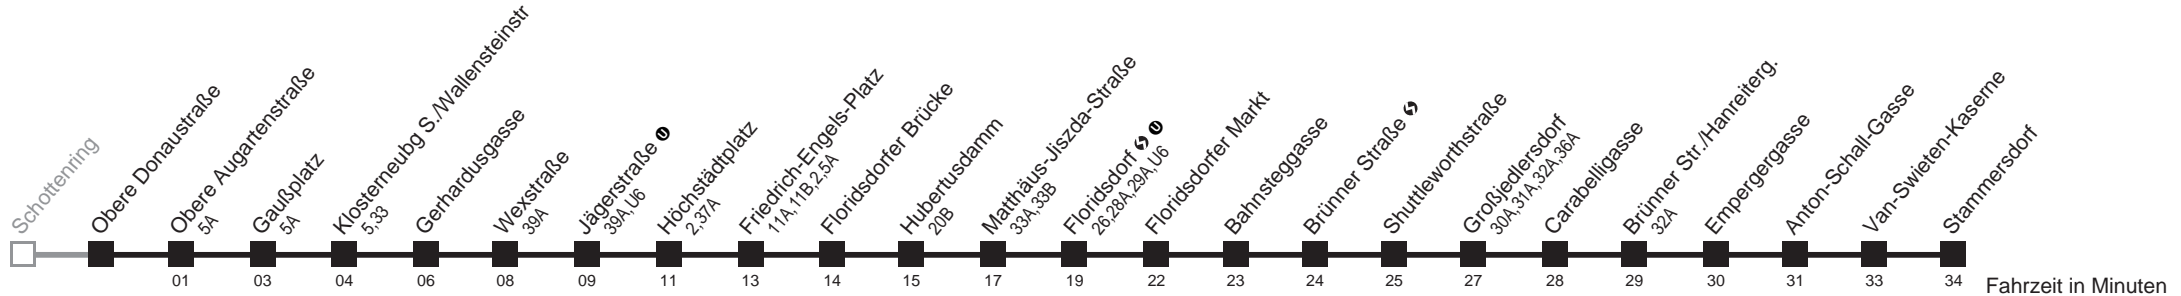 Schottenring
Obere Donaustraße
Obere Augartenstraße
5A
01
Gaußplatz
5A
03
Klosterneubg S./Wallensteinstr
5,33
04
Gerhardusgasse
06
Wexstraße
39A
08
Jägerstraße U
39A,U6
09
Höchstädtplatz
2,37A
11
Friedrich-Engels-Platz
11A,11B,2,5A
13
Floridsdorfer Brücke
14
Hubertusdamm
20B
15
Matthäus-Jiszda-Straße
33A,33B
17
Floridsdorf S U
26,28A,29A,U6
19
Floridsdorfer Markt
22
Bahnsteggasse
23
Brünner Straße S
24
Shuttleworthstraße
25
Großjedlersdorf
30A,31A,32A,36A
27
Carabelligasse
28
Brünner Str./Hanreiterg.
32A
29
Empergergasse
30
Anton-Schall-Gasse
31
Van-Swieten-Kaserne
33
Stammersdorf
34
Fahrzeit in Minuten